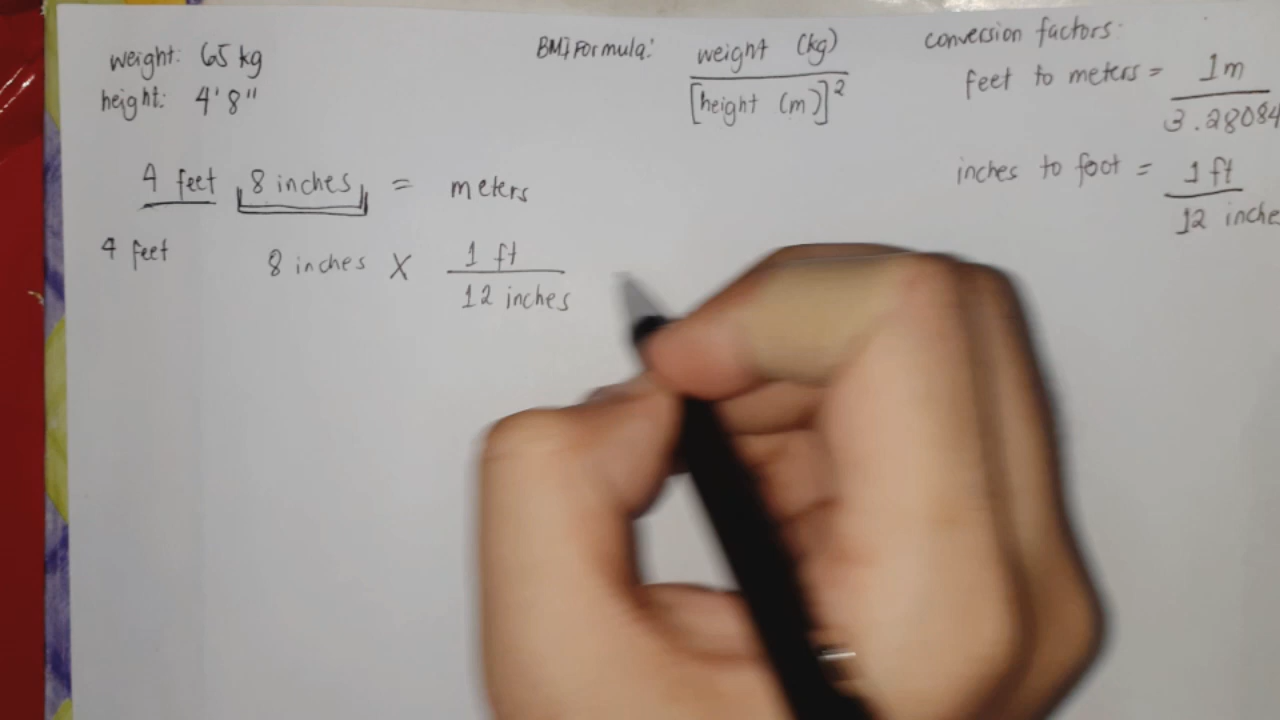 weight: 65 kg
height: 4'8"
BMI Formula: weight (kg)
[height (m)]²
conversion factors:
feet to meters = 1m
3.28084
inches to foot = 1 ft
12 inche
4 feet 8 inches = meters
4 feet 8 inches X 1 ft
12 inches